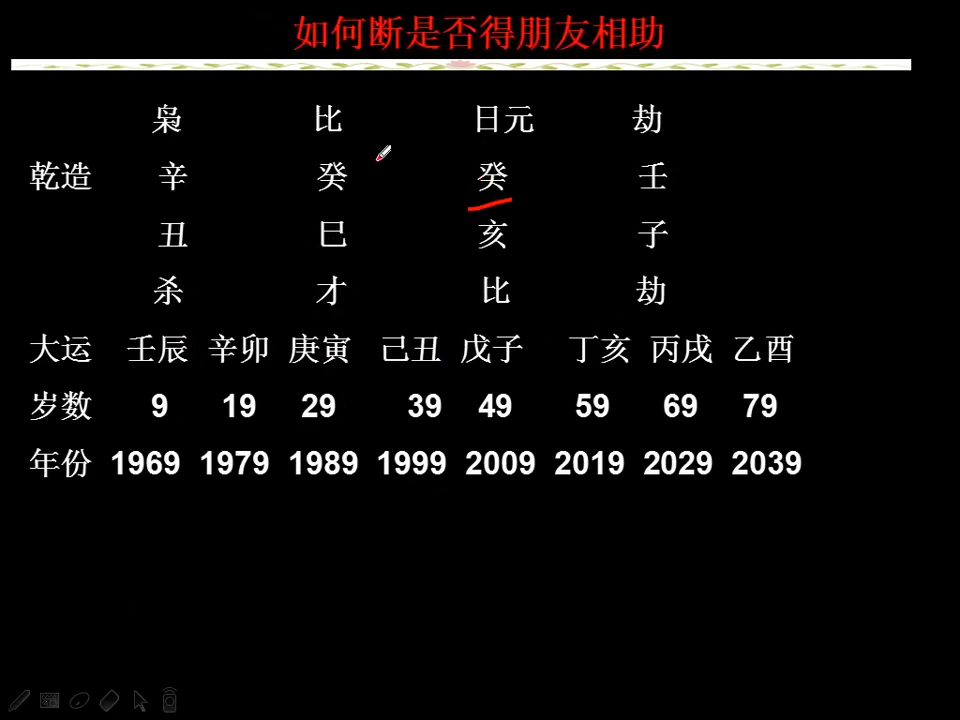 如何断是否得朋友相助
枭 比 日元 劫
乾造 辛 癸 癸 壬
丑 巳 亥 子
杀 才 比 劫
大运 壬辰 辛卯 庚寅 己丑 戊子 丁亥 丙戌 乙酉
岁数 9 19 29 39 49 59 69 79
年份 1969 1979 1989 1999 2009 2019 2029 2039